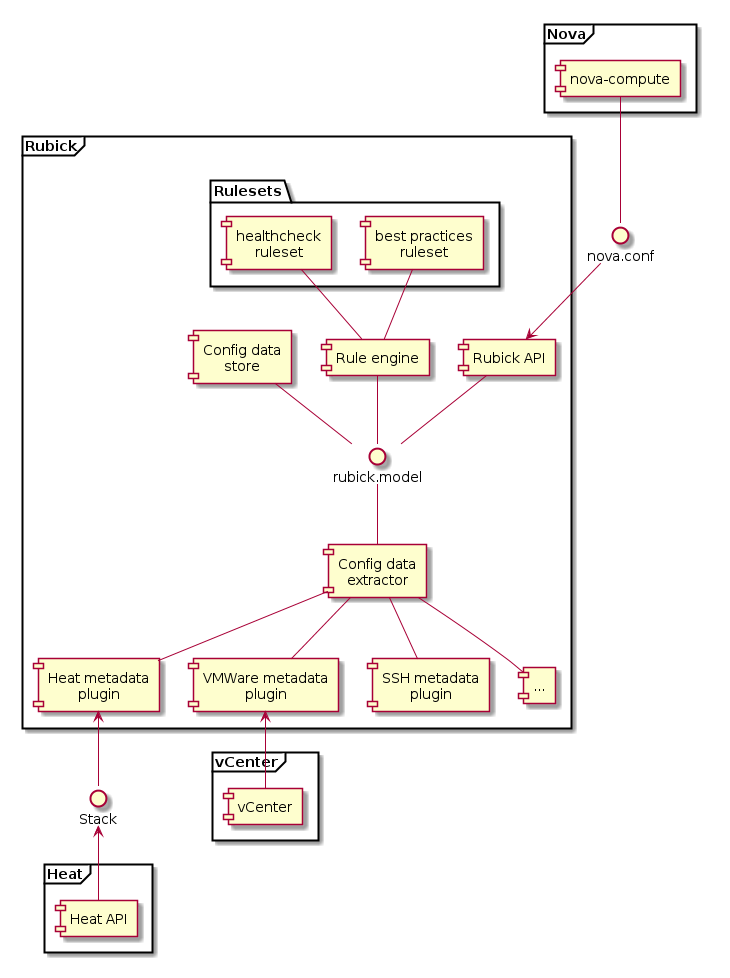 Nova
nova-compute
Rubick
Rulesets
healthcheck
ruleset
best practices
ruleset
nova.conf
Config data
store
Rule engine
Rubick API
rubick.model
Config data
extractor
Heat metadata
plugin
VMWare metadata
plugin
SSH metadata
plugin
...
vCenter
vCenter
Stack
Heat
Heat API